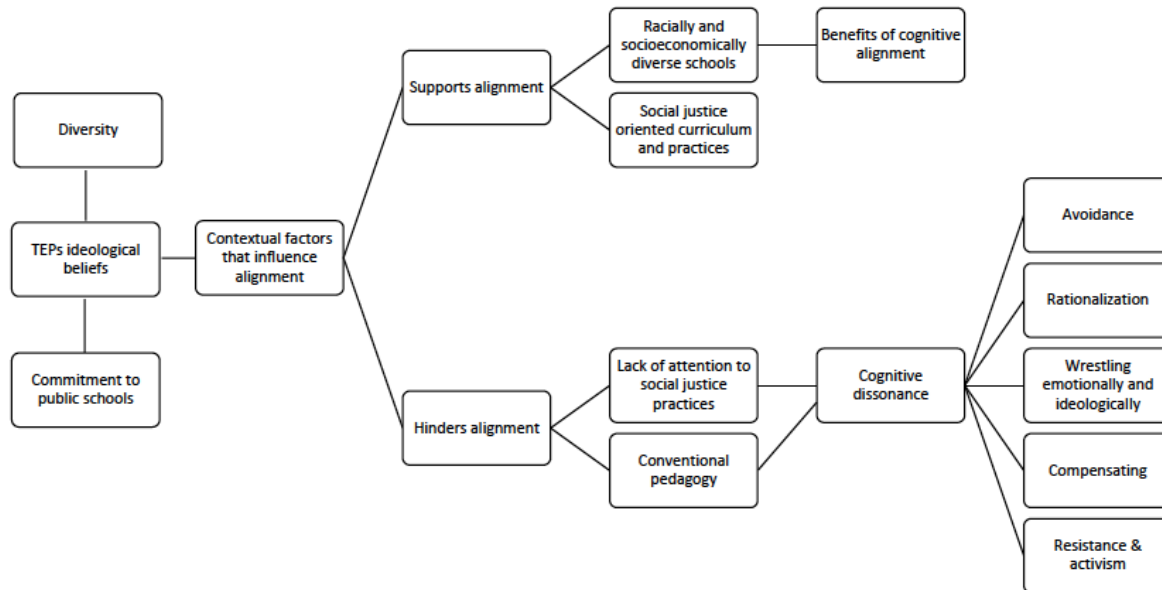 Diversity
TEPs ideological
beliefs
Commitment to
public schools
Contextual factors
that influence
alignment
Supports alignment
Racially and
socioeconomically
diverse schools
Benefits of cognitive
alignment
Social justice
oriented curriculum
and practices
Hinders alignment
Lack of attention to
social justice
practices
Conventional
pedagogy
Cognitive
dissonance
Avoidance
Rationalization
Wrestling
emotionally and
ideologically
Compensating
Resistance &
activism